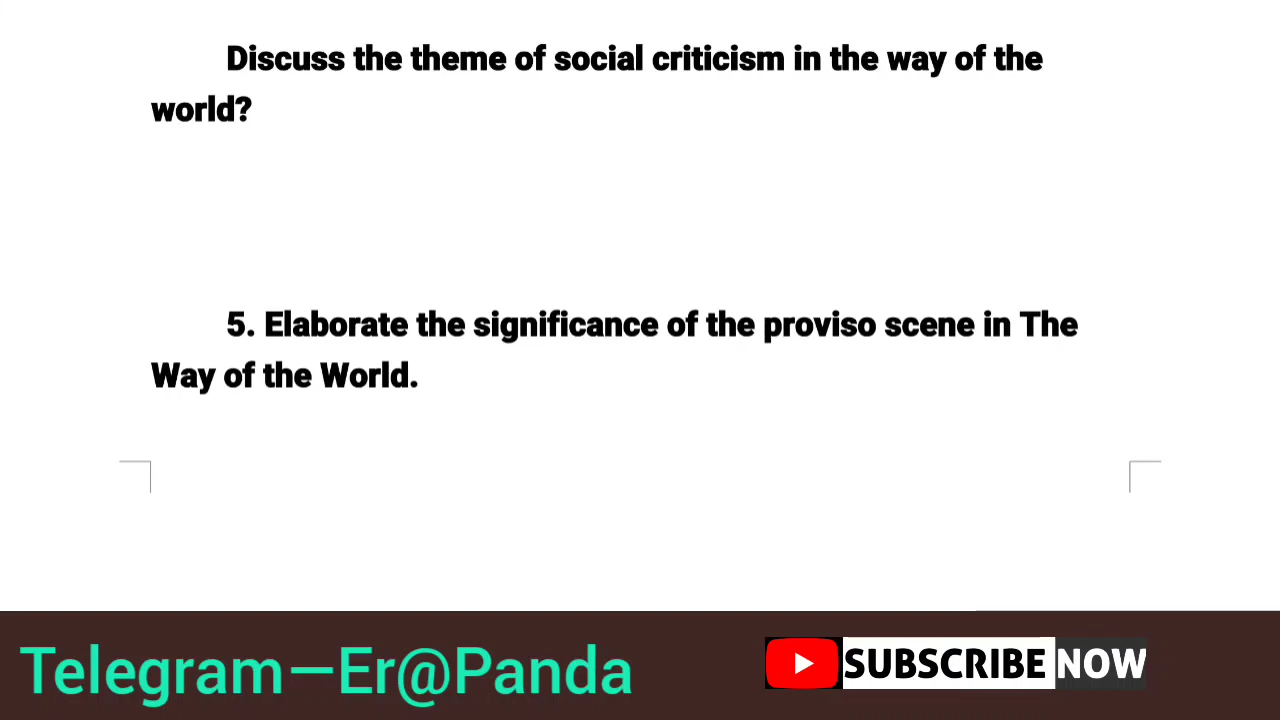 Discuss the theme of social criticism in the way of the
world?
5. Elaborate the significance of the proviso scene in The
Way of the World.
Telegram—Er@Panda
SUBSCRIBE NOW